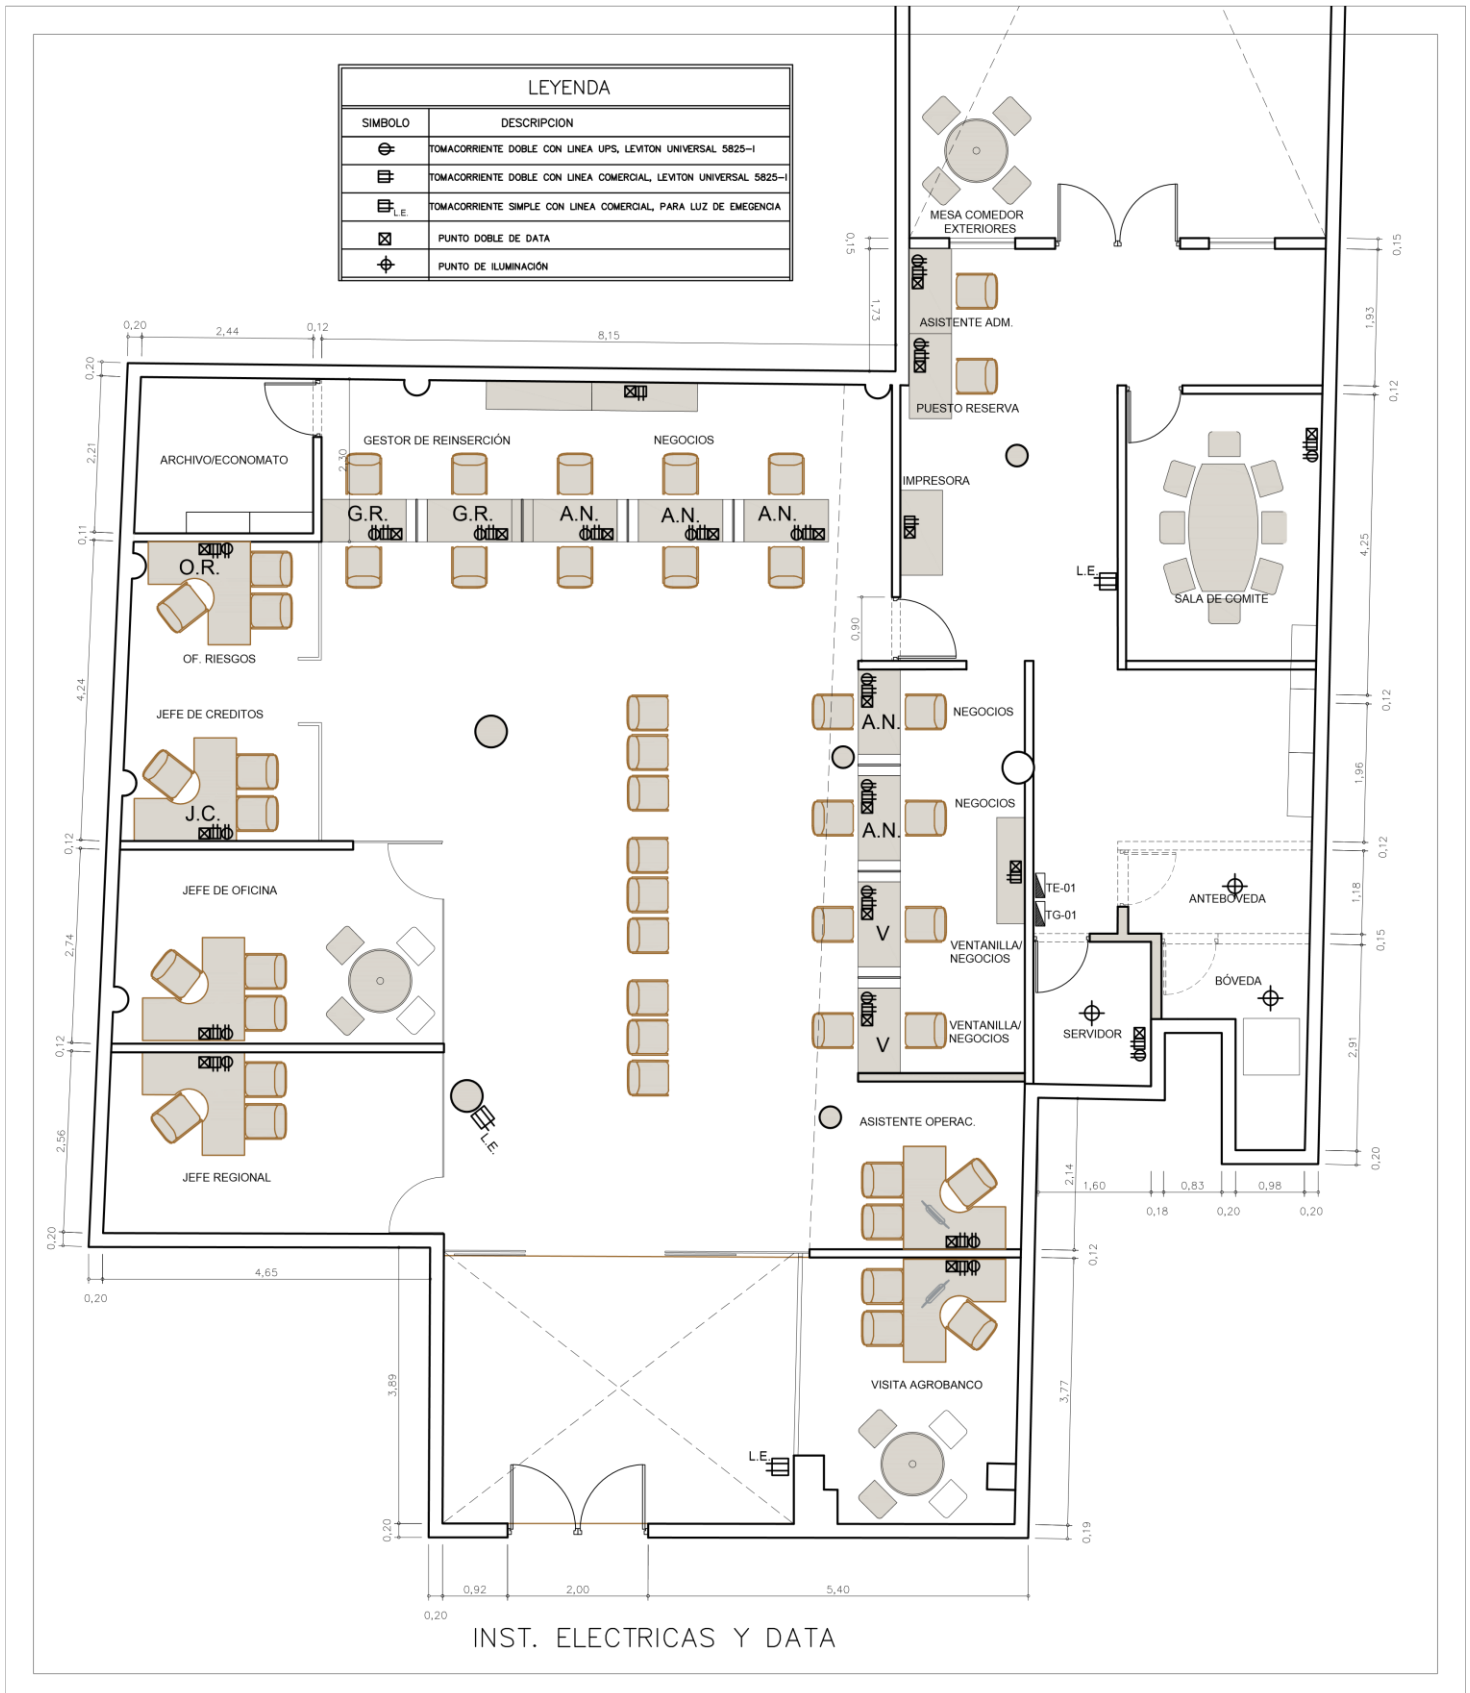 LEYENDA
SIMBOLO DESCRIPCION
TOMACORRIENTE DOBLE CON LINEA UPS, LEVITON UNIVERSAL 5825-I
TOMACORRIENTE DOBLE CON LINEA COMERCIAL, LEVITON UNIVERSAL 5825-I
L.E. TOMACORRIENTE SIMPLE CON LINEA COMERCIAL, PARA LUZ DE EMEGENCIA
PUNTO DOBLE DE DATA
PUNTO DE ILUMINACIÓN
MESA COMEDOR
EXTERIORES
0,15
0,15
1,73
1,93
ASISTENTE ADM.
0,20
2,44
0,12
8,15
0,20
0,12
PUESTO RESERVA
GESTOR DE REINSERCIÓN
NEGOCIOS
2,21
ARCHIVO/ECONOMATO
2,30
IMPRESORA
G.R.
G.R.
A.N.
A.N.
A.N.
0,11
4,25
O.R.
L.E.
SALA DE COMITE
0,90
OF. RIESGOS
4,24
0,12
JEFE DE CREDITOS
A.N.
NEGOCIOS
1,96
J.C.
A.N.
NEGOCIOS
0,12
0,12
JEFE DE OFICINA
TE-01
TG-01
ANTEBÓVEDA
1,18
2,74
V
VENTANILLA/
NEGOCIOS
0,15
BÓVEDA
0,12
V
VENTANILLA/
NEGOCIOS
SERVIDOR
2,91
L.E.
ASISTENTE OPERAC.
2,56
JEFE REGIONAL
2,14
1,60
0,83
0,98
0,20
0,18
0,20
0,20
0,20
0,12
4,65
0,20
3,89
VISITA AGROBANCO
3,77
L.E.
0,20
0,19
0,92
2,00
5,40
0,20
INST. ELECTRICAS Y DATA